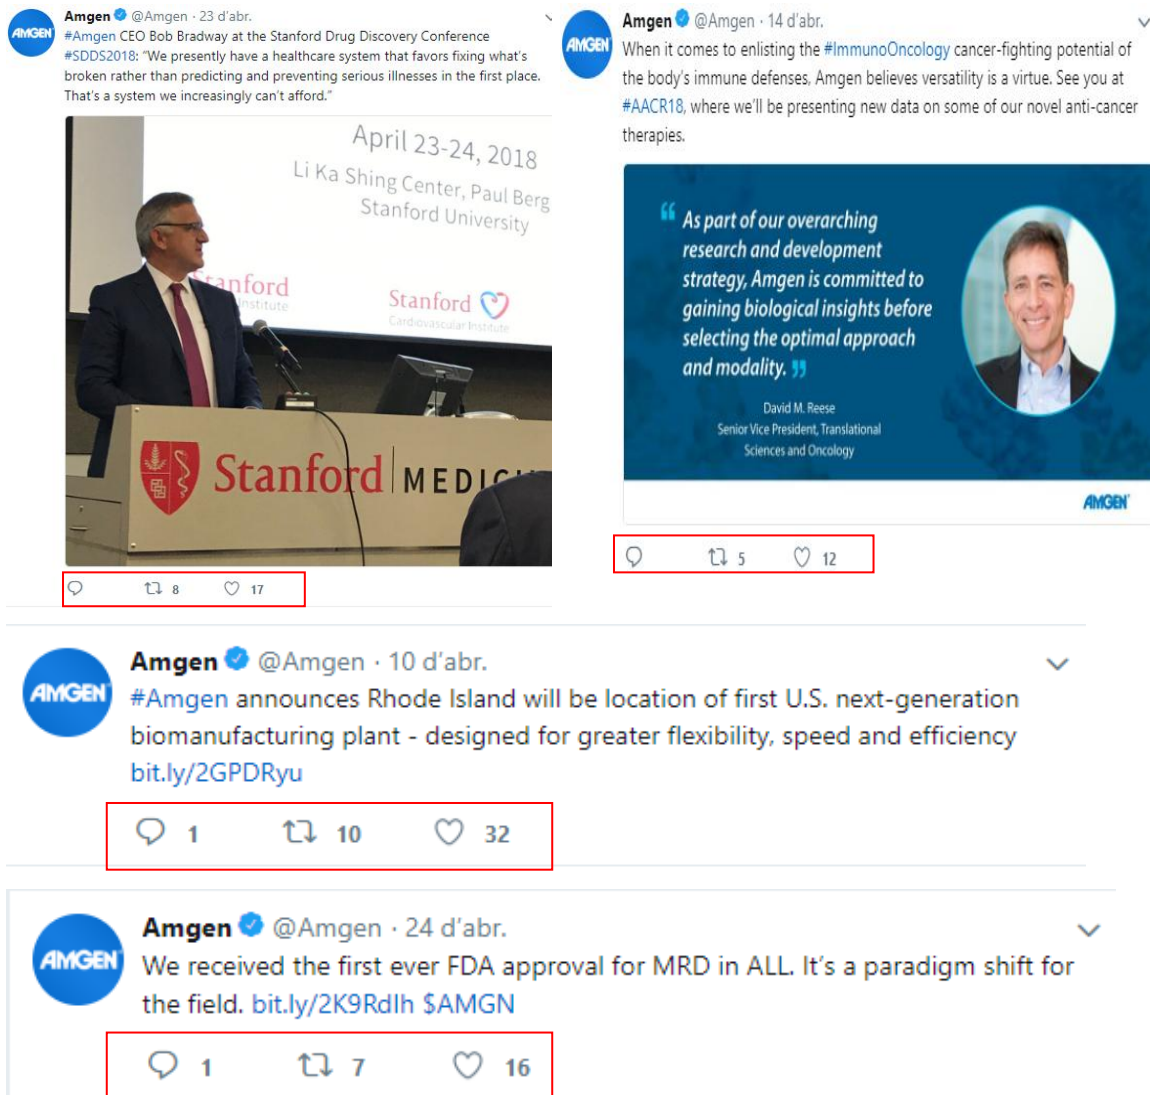 Amgen @Amgen · 23 d'abr.
#Amgen CEO Bob Bradway at the Stanford Drug Discovery Conference
#SDDS2018: “We presently have a healthcare system that favors fixing what's
broken rather than predicting and preventing serious illnesses in the first place.
That's a system we increasingly can't afford.”
AMGEN
April 23-24, 2018
Li Ka Shing Center, Paul Berg
Stanford University
Stanford
Institute
Stanford
Cardiovascular Institute
Stanford MEDIC
8 17
Amgen @Amgen · 14 d'abr.
AMGEN
When it comes to enlisting the #ImmunoOncology cancer-fighting potential of
the body's immune defenses, Amgen believes versatility is a virtue. See you at
#AACR18, where we'll be presenting new data on some of our novel anti-cancer
therapies.
“ As part of our overarching
research and development
strategy, Amgen is committed to
gaining biological insights before
selecting the optimal approach
and modality. ”
David M. Reese
Senior Vice President, Translational
Sciences and Oncology
AMGEN
5 12
Amgen @Amgen · 10 d'abr.
AMGEN
#Amgen announces Rhode Island will be location of first U.S. next-generation
biomanufacturing plant - designed for greater flexibility, speed and efficiency
bit.ly/2GPDRyu
1 10 32
Amgen @Amgen · 24 d'abr.
AMGEN
We received the first ever FDA approval for MRD in ALL. It's a paradigm shift for
the field. bit.ly/2K9RdIh $AMGN
1 7 16